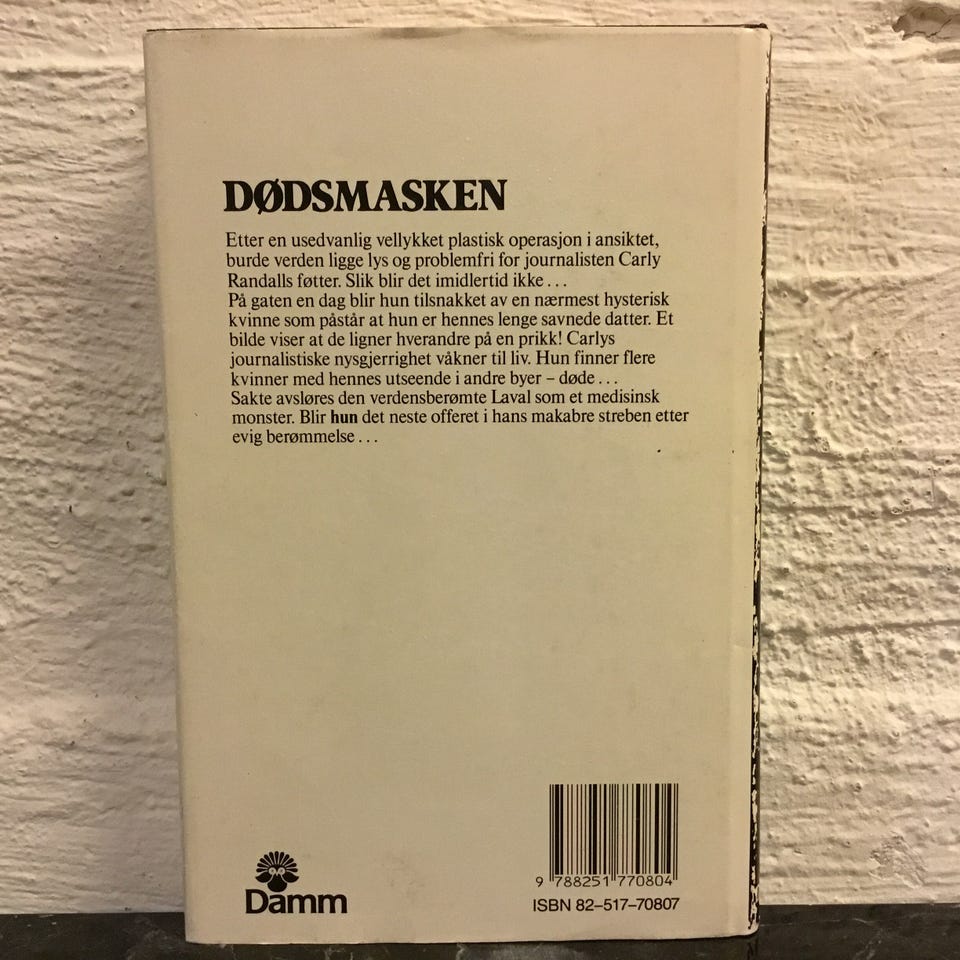 DØDSMASKEN
Etter en usedvanlig vellykket plastisk operasjon i ansiktet,
burde verden ligge lys og problemfri for journalisten Carly
Randalls føtter. Slik blir det imidlertid ikke . . .
På gaten en dag blir hun tilsnakket av en nærmest hysterisk
kvinne som påstår at hun er hennes lenge savnede datter. Et
bilde viser at de ligner hverandre på en prikk! Carlys
journalistiske nysgjerrighet våkner til liv. Hun finner flere
kvinner med hennes utseende i andre byer – døde . . .
Sakte avsløres den verdensberømte Laval som et medisinsk
monster. Blir hun det neste offeret i hans makabre streben etter
evig berømmelse . . .
Damm
9 788251 770804
ISBN 82–517–70807